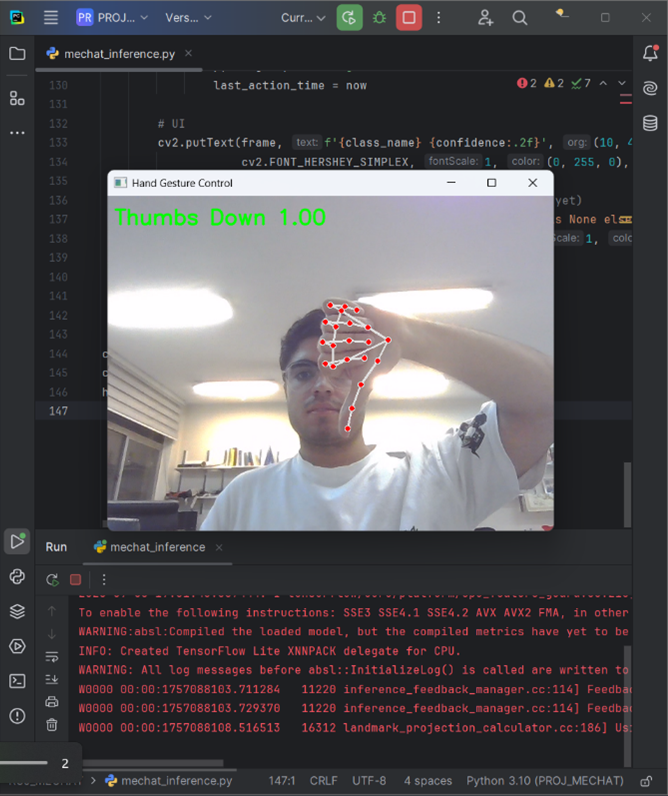 PR PROJ... Vers... Curr...
mechat_inference.py
2 2 7
130
last_action_time = now
131
132 # UI
133 cv2.putText(frame, text: f'{class_name} {confidence:.2f}', org: (10, 4
134 cv2.FONT_HERSHEY_SIMPLEX, fontScale: 1, color: (0, 255, 0),
135
Hand Gesture Control
136 yet)
Thumbs Down 1.00
137 s None els
138 Scale: 1, colo
139
140
141
142
143
144
145
146
147
Run mechat_inference
To enable the following instructions: SSE3 SSE4.1 SSE4.2 AVX AVX2 FMA, in other
WARNING:absl:Compiled the loaded model, but the compiled metrics have yet to be
INFO: Created TensorFlow Lite XNNPACK delegate for CPU.
WARNING: All log messages before absl::InitializeLog() is called are written to
W0000 00:00:1757088103.711284 11220 inference_feedback_manager.cc:114] Feedba
W0000 00:00:1757088103.729370 11220 inference_feedback_manager.cc:114] Feedba
W0000 00:00:1757088108.516513 16312 landmark_projection_calculator.cc:186] Us
2
mechat_inference.py 147:1 CRLF UTF-8 4 spaces Python 3.10 (PROJ_MECHAT)